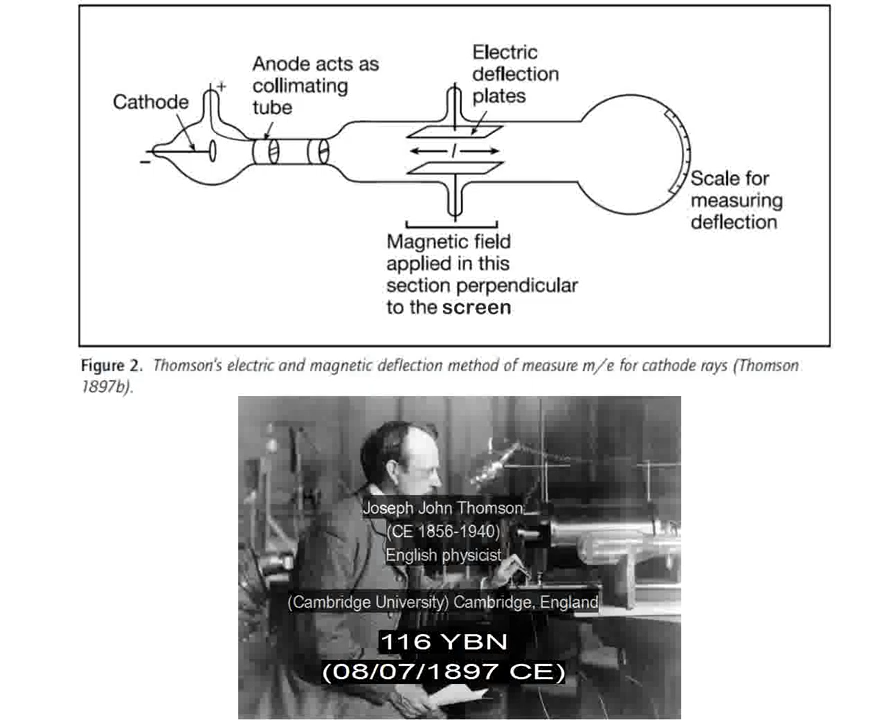 Cathode
+
−
Anode acts as
collimating
tube
Electric
deflection
plates
l
Scale for
measuring
deflection
Magnetic field
applied in this
section perpendicular
to the screen
Figure 2. Thomson's electric and magnetic deflection method of measure m/e for cathode rays (Thomson
1897b).
Joseph John Thomson
(CE 1856-1940)
English physicist
(Cambridge University) Cambridge, England
116 YBN
(08/07/1897 CE)